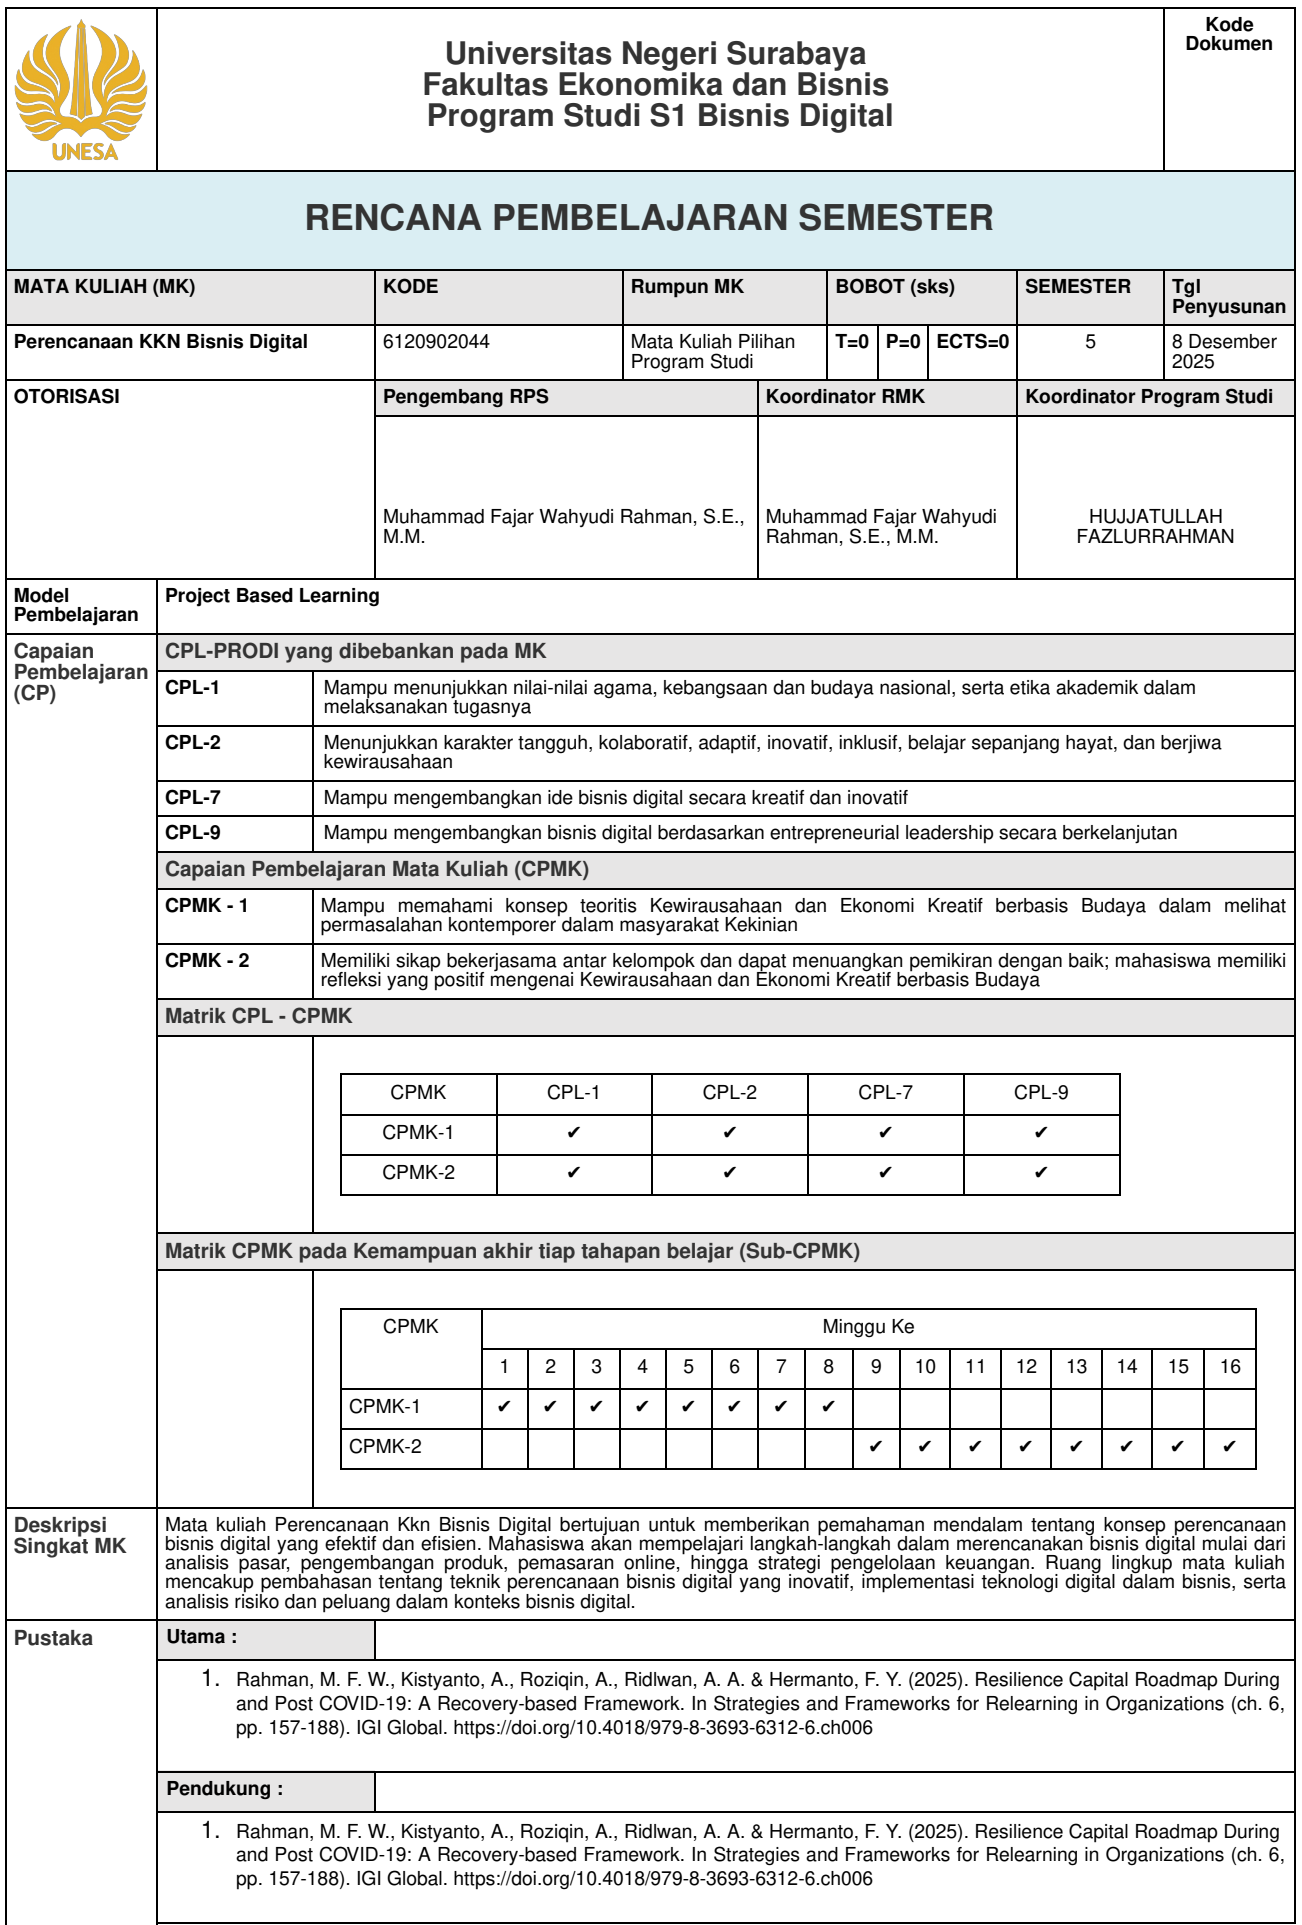 UNESA
Universitas Negeri Surabaya
Fakultas Ekonomika dan Bisnis
Program Studi S1 Bisnis Digital
Kode
Dokumen
RENCANA PEMBELAJARAN SEMESTER
MATA KULIAH (MK) KODE Rumpun MK BOBOT (sks) SEMESTER Tgl
Penyusunan
Perencanaan KKN Bisnis Digital 6120902044 Mata Kuliah Pilihan
Program Studi T=0 P=0 ECTS=0 5 8 Desember
2025
OTORISASI Pengembang RPS Koordinator RMK Koordinator Program Studi
Muhammad Fajar Wahyudi Rahman, S.E.,
M.M.
Muhammad Fajar Wahyudi
Rahman, S.E., M.M.
HUJJATULLAH
FAZLURRAHMAN
Model
Pembelajaran
Project Based Learning
Capaian
Pembelajaran
(CP)
CPL-PRODI yang dibebankan pada MK
CPL-1 Mampu menunjukkan nilai-nilai agama, kebangsaan dan budaya nasional, serta etika akademik dalam
melaksanakan tugasnya
CPL-2 Menunjukkan karakter tangguh, kolaboratif, adaptif, inovatif, inklusif, belajar sepanjang hayat, dan berjiwa
kewirausahaan
CPL-7 Mampu mengembangkan ide bisnis digital secara kreatif dan inovatif
CPL-9 Mampu mengembangkan bisnis digital berdasarkan entrepreneurial leadership secara berkelanjutan
Capaian Pembelajaran Mata Kuliah (CPMK)
CPMK - 1 Mampu memahami konsep teoritis Kewirausahaan dan Ekonomi Kreatif berbasis Budaya dalam melihat
permasalahan kontemporer dalam masyarakat Kekinian
CPMK - 2 Memiliki sikap bekerjasama antar kelompok dan dapat menuangkan pemikiran dengan baik; mahasiswa memiliki
refleksi yang positif mengenai Kewirausahaan dan Ekonomi Kreatif berbasis Budaya
Matrik CPL - CPMK
CPMK CPL-1 CPL-2 CPL-7 CPL-9
CPMK-1 ✔ ✔ ✔ ✔
CPMK-2 ✔ ✔ ✔ ✔
Matrik CPMK pada Kemampuan akhir tiap tahapan belajar (Sub-CPMK)
CPMK Minggu Ke
1 2 3 4 5 6 7 8 9 10 11 12 13 14 15 16
CPMK-1 ✔ ✔ ✔ ✔ ✔ ✔ ✔ ✔
CPMK-2 ✔ ✔ ✔ ✔ ✔ ✔ ✔ ✔
Deskripsi
Singkat MK
Mata kuliah Perencanaan Kkn Bisnis Digital bertujuan untuk memberikan pemahaman mendalam tentang konsep perencanaan
bisnis digital yang efektif dan efisien. Mahasiswa akan mempelajari langkah-langkah dalam merencanakan bisnis digital mulai dari
analisis pasar, pengembangan produk, pemasaran online, hingga strategi pengelolaan keuangan. Ruang lingkup mata kuliah
mencakup pembahasan tentang teknik perencanaan bisnis digital yang inovatif, implementasi teknologi digital dalam bisnis, serta
analisis risiko dan peluang dalam konteks bisnis digital.
Pustaka
Utama :
1. Rahman, M. F. W., Kistyanto, A., Roziqin, A., Ridlwan, A. A. & Hermanto, F. Y. (2025). Resilience Capital Roadmap During
and Post COVID-19: A Recovery-based Framework. In Strategies and Frameworks for Relearning in Organizations (ch. 6,
pp. 157-188). IGI Global. https://doi.org/10.4018/979-8-3693-6312-6.ch006
Pendukung :
1. Rahman, M. F. W., Kistyanto, A., Roziqin, A., Ridlwan, A. A. & Hermanto, F. Y. (2025). Resilience Capital Roadmap During
and Post COVID-19: A Recovery-based Framework. In Strategies and Frameworks for Relearning in Organizations (ch. 6,
pp. 157-188). IGI Global. https://doi.org/10.4018/979-8-3693-6312-6.ch006